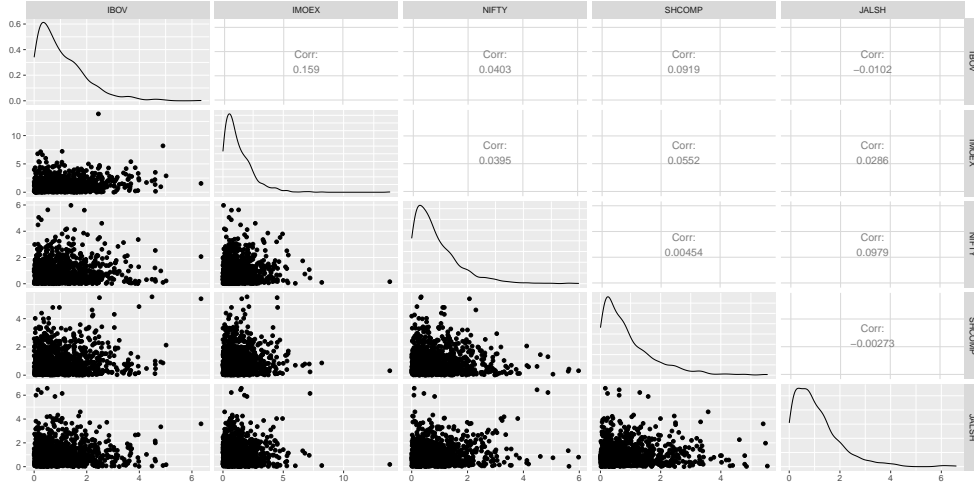 IBOV IMOEX NIFTY SHCOMP JALSH
0.6
0.4
0.2
0.0
Corr:
0.159
Corr:
0.0403
Corr:
0.0919
Corr:
−0.0102
IBOV
10
5
0
Corr:
0.0395
Corr:
0.0552
Corr:
0.0286
IMOEX
6
4
2
0
Corr:
0.00454
Corr:
0.0979
NIFTY
4
2
0
Corr:
−0.00273
SHCOMP
6
4
2
0
JALSH
0 2 4 6 0 5 10 0 2 4 6 0 2 4 0 2 4 6